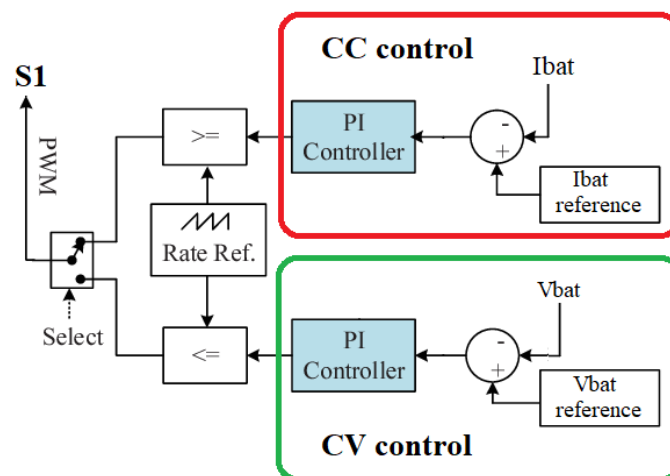 CC control
S1
Ibat
PWM
>=
PI
Controller
-
+
Ibat
reference
Rate Ref.
Select
<=
PI
Controller
Vbat
-
+
Vbat
reference
CV control